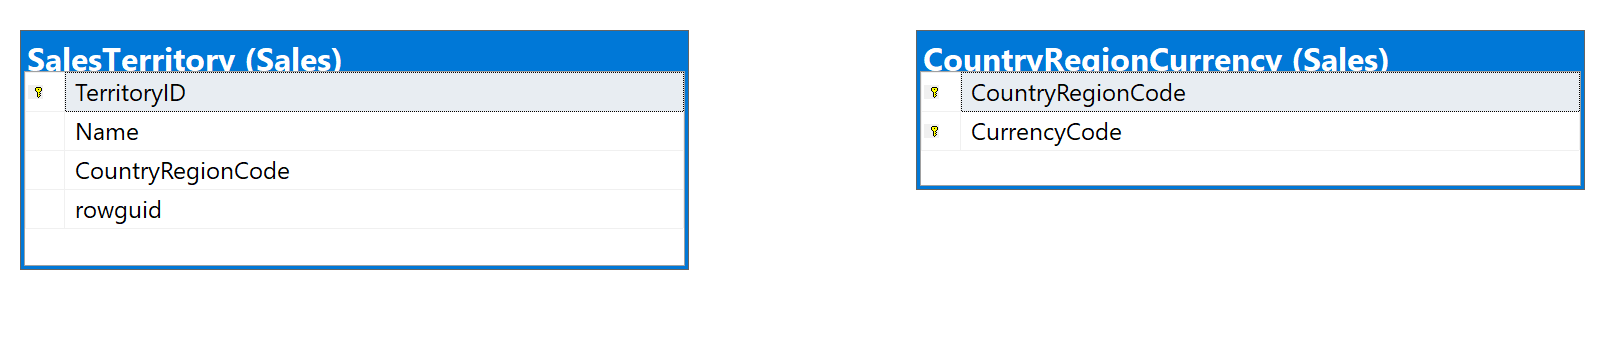 SalesTerritory (Sales)
TerritoryID
Name
CountryRegionCode
rowguid
CountryRegionCurrency (Sales)
CountryRegionCode
CurrencyCode